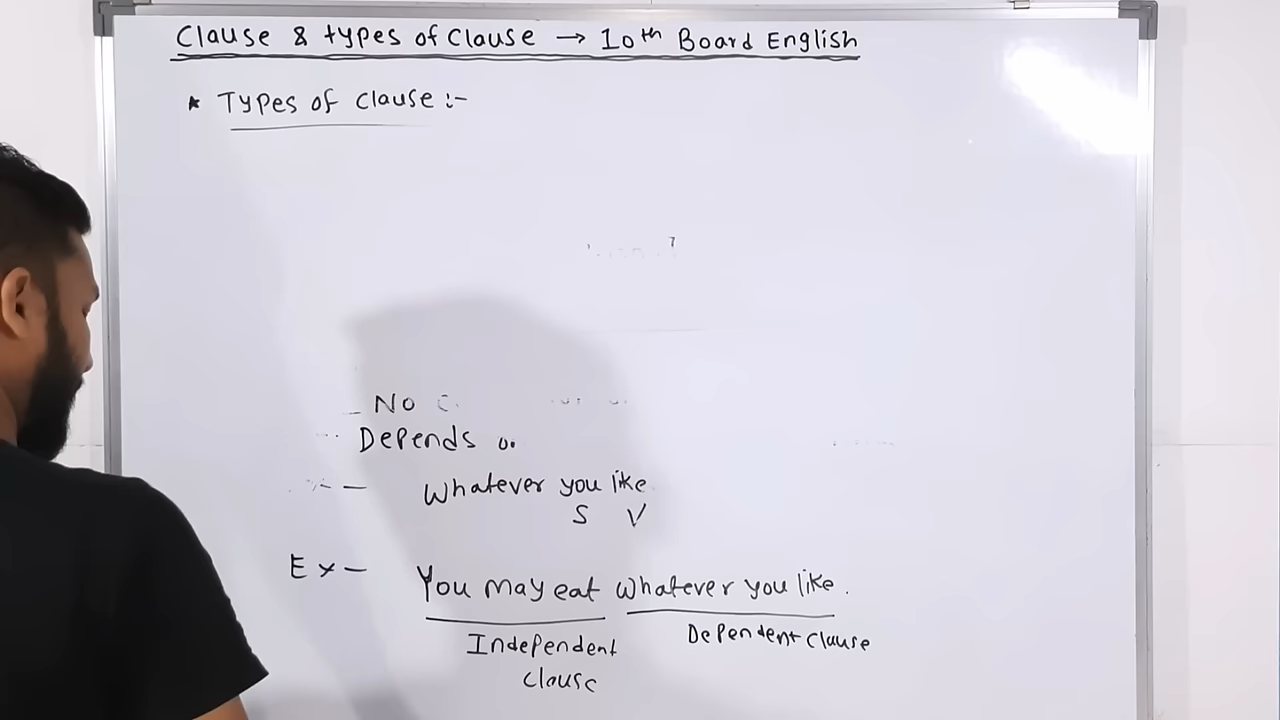 Clause & types of Clause → 10th Board English
* Types of clause :-
No
Depends
— Whatever you like
S V
Ex — You may eat whatever you like.
Independent Dependent clause
clause